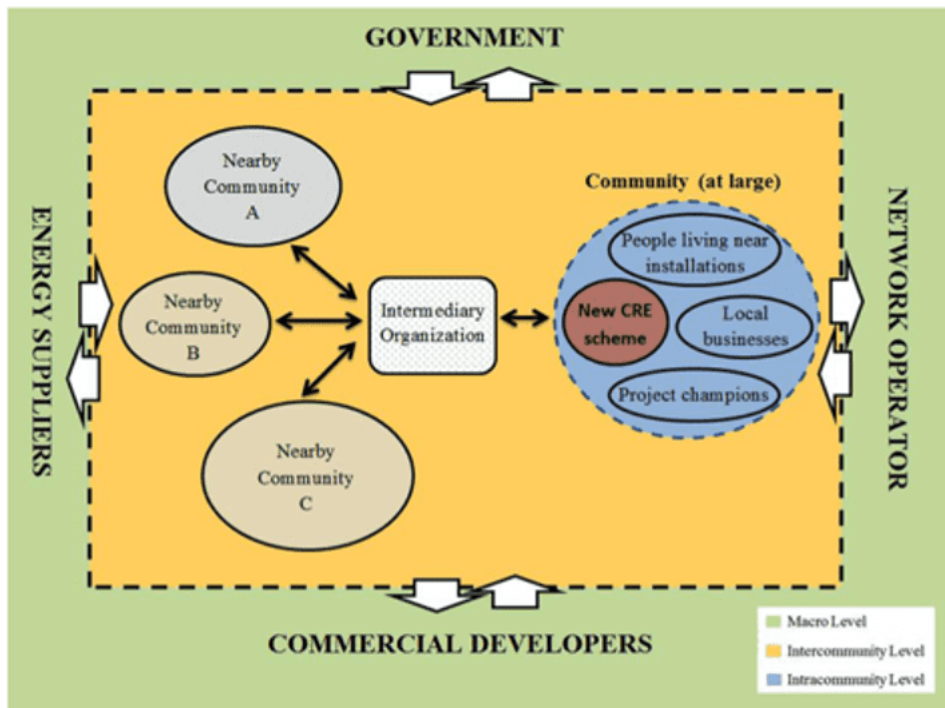 GOVERNMENT
Nearby
Community
A
Community (at large)
ENERGY SUPPLIERS
NETWORK OPERATOR
People living near
installations
Nearby
Community
B
Intermediary
Organization
New CRE
scheme
Local
businesses
Project champions
Nearby
Community
C
COMMERCIAL DEVELOPERS
Macro Level
Intercommunity Level
Intracommunity Level